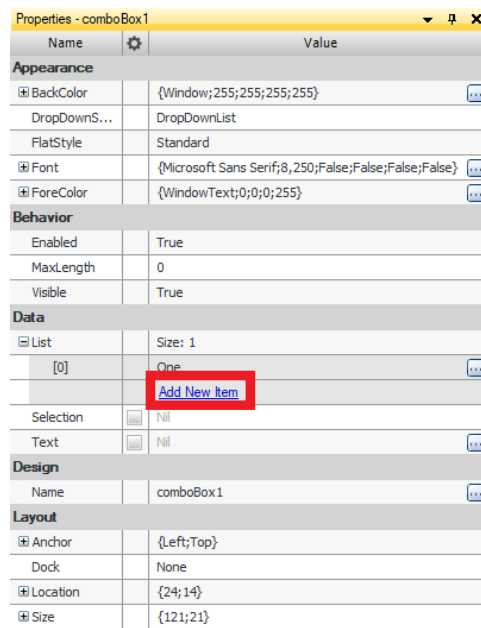 Properties - comboBox1
Name Value
Appearance
BackColor {Window;255;255;255;255}
DropDownS... DropDownList
FlatStyle Standard
Font {Microsoft Sans Serif;8,250;False;False;False;False}
ForeColor {WindowText;0;0;0;255}
Behavior
Enabled True
MaxLength 0
Visible True
Data
List Size: 1
[0] One
Add New Item
Selection Nil
Text Nil
Design
Name comboBox1
Layout
Anchor {Left;Top}
Dock None
Location {24;14}
Size {121;21}